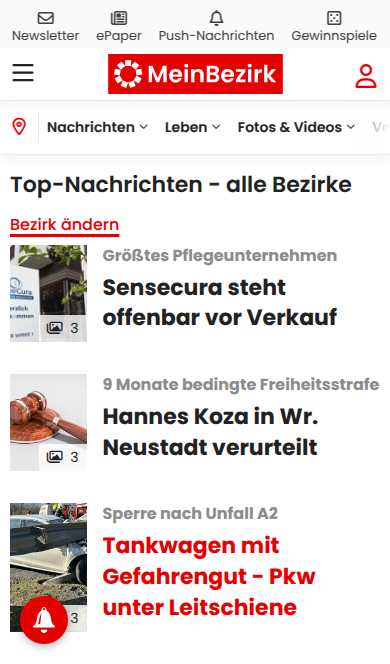 Newsletter ePaper Push-Nachrichten Gewinnspiele
MeinBezirk
Nachrichten Leben Fotos & Videos
Top-Nachrichten - alle Bezirke
Bezirk ändern
Größtes Pflegeunternehmen
Sensecura steht
offenbar vor Verkauf
3
9 Monate bedingte Freiheitsstrafe
Hannes Koza in Wr.
Neustadt verurteilt
3
Sperre nach Unfall A2
Tankwagen mit
Gefahrengut - Pkw
unter Leitschiene
3